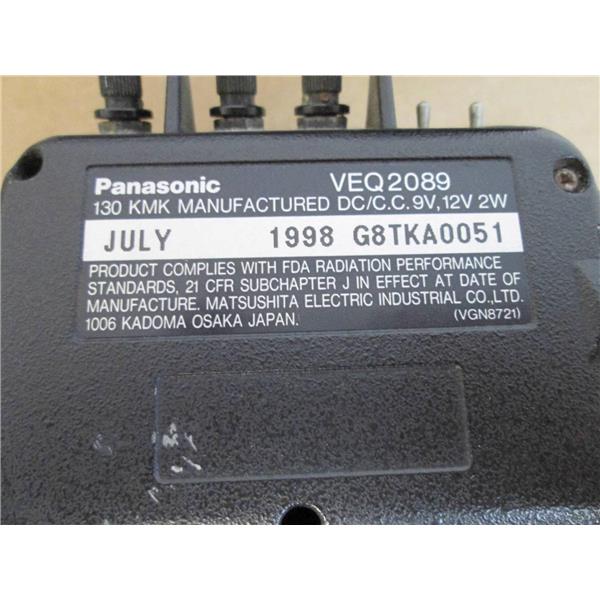 Panasonic VEQ2089
130 KMK MANUFACTURED DC/C.C. 9V, 12V 2W
JULY 1998 G8TKA0051
PRODUCT COMPLIES WITH FDA RADIATION PERFORMANCE
STANDARDS, 21 CFR SUBCHAPTER J IN EFFECT AT DATE OF
MANUFACTURE. MATSUSHITA ELECTRIC INDUSTRIAL CO., LTD.
1006 KADOMA OSAKA JAPAN. (VGN8721)